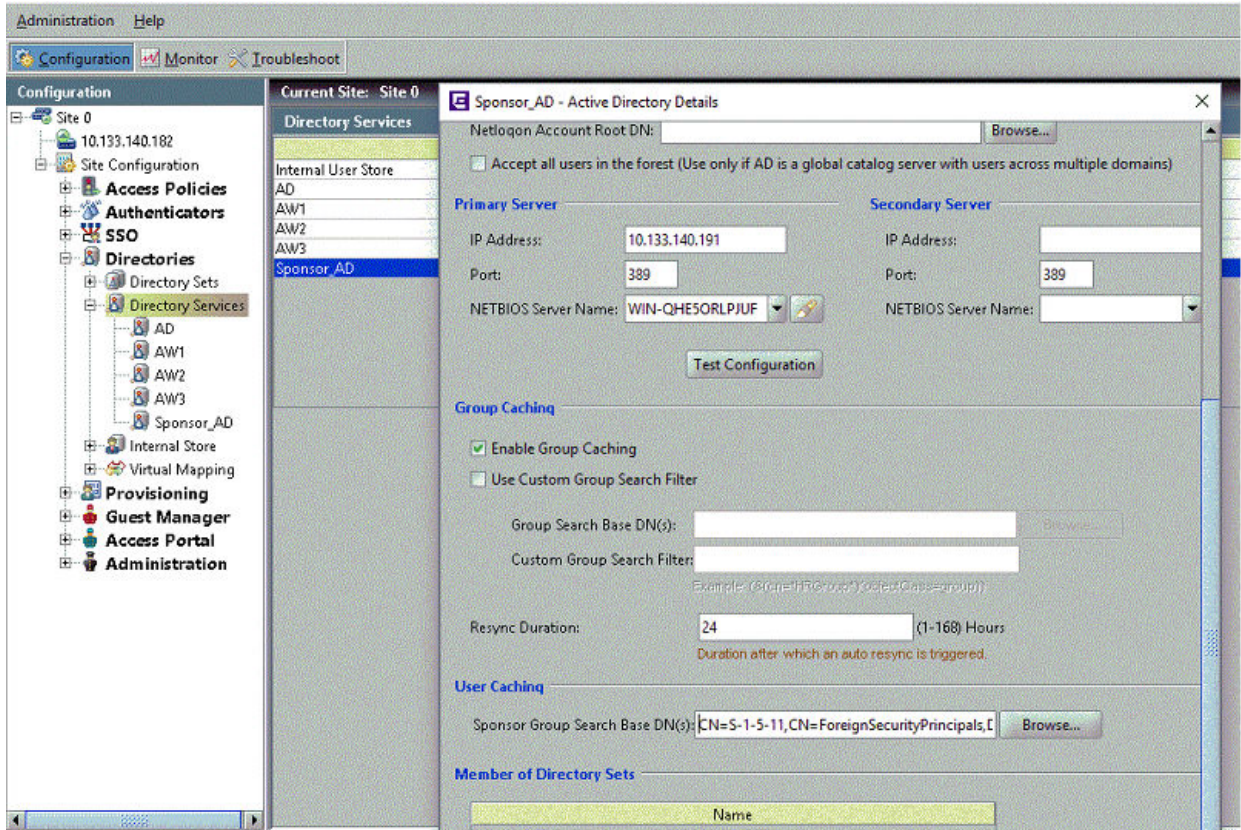 Administration Help
Configuration Monitor Troubleshoot
Configuration
Site 0
10.133.140.182
Site Configuration
Access Policies
Authenticators
SSO
Directories
Directory Sets
Directory Services
AD
AW1
AW2
AW3
Sponsor_AD
Internal Store
Virtual Mapping
Provisioning
Guest Manager
Access Portal
Administration
Current Site: Site 0
Directory Services
Internal User Store
AD
AW1
AW2
AW3
Sponsor_AD
Sponsor_AD - Active Directory Details
Netlogon Account Root DN: Browse...
Accept all users in the forest (Use only if AD is a global catalog server with users across multiple domains)
Primary Server Secondary Server
IP Address: 10.133.140.191 IP Address:
Port: 389 Port: 389
NETBIOS Server Name: WIN-QHE5ORLPJUF NETBIOS Server Name:
Test Configuration
Group Caching
Enable Group Caching
Use Custom Group Search Filter
Group Search Base DN(s): Browse...
Custom Group Search Filter:
Example: (&(cn=*HRGroup*)(objectClass=group))
Resync Duration: 24 (1-168) Hours
Duration after which an auto resync is triggered.
User Caching
Sponsor Group Search Base DN(s): CN=S-1-5-11,CN=ForeignSecurityPrincipals,D Browse...
Member of Directory Sets
Name